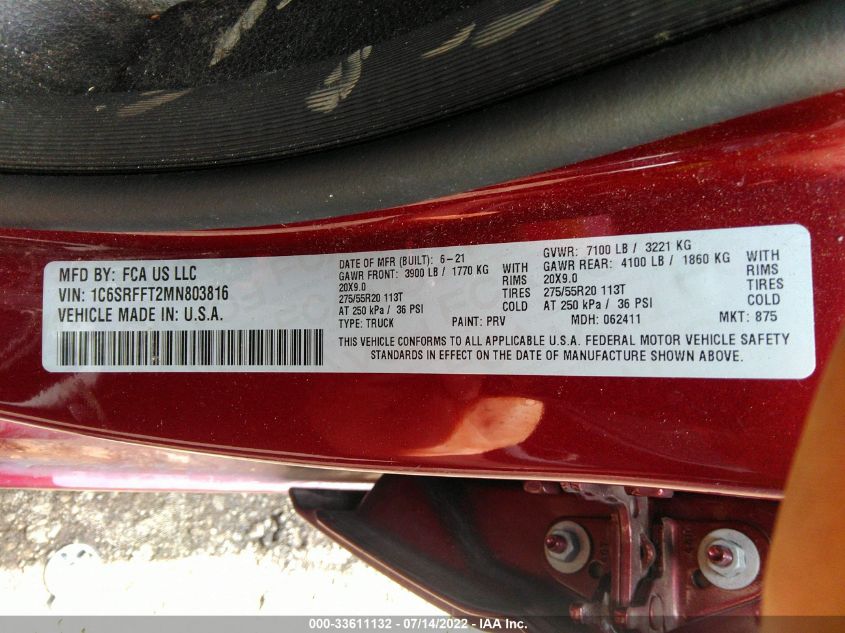 MFD BY: FCA US LLC
VIN: 1C6SRFFT2MN803816
VEHICLE MADE IN: U.S.A.
DATE OF MFR (BUILT): 6-21
GAWR FRONT: 3900 LB / 1770 KG WITH
20X9.0 RIMS
275/55R20 113T TIRES
AT 250 kPa / 36 PSI COLD
TYPE: TRUCK PAINT: PRV
GVWR: 7100 LB / 3221 KG
GAWR REAR: 4100 LB / 1860 KG WITH
20X9.0 RIMS
275/55R20 113T TIRES
AT 250 kPa / 36 PSI COLD
MDH: 062411 MKT: 875
THIS VEHICLE CONFORMS TO ALL APPLICABLE U.S.A. FEDERAL MOTOR VEHICLE SAFETY
STANDARDS IN EFFECT ON THE DATE OF MANUFACTURE SHOWN ABOVE.
000-33611132 - 07/14/2022 - IAA Inc.